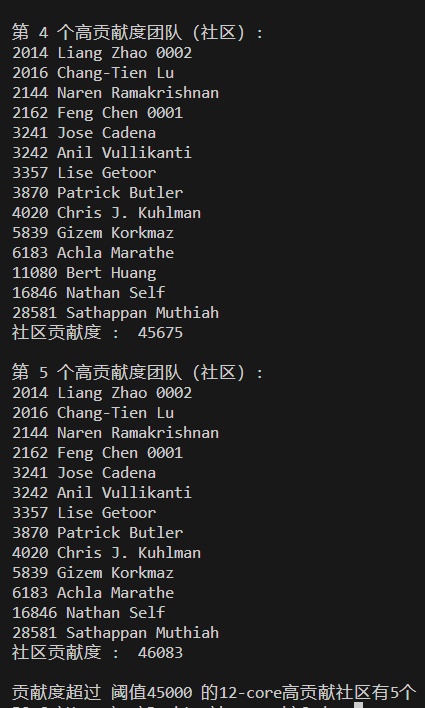 第 4 个高贡献度团队（社区）：
2014 Liang Zhao 0002
2016 Chang-Tien Lu
2144 Naren Ramakrishnan
2162 Feng Chen 0001
3241 Jose Cadena
3242 Anil Vullikanti
3357 Lise Getoor
3870 Patrick Butler
4020 Chris J. Kuhlman
5839 Gizem Korkmaz
6183 Achla Marathe
11080 Bert Huang
16846 Nathan Self
28581 Sathappan Muthiah
社区贡献度 ： 45675
第 5 个高贡献度团队（社区）：
2014 Liang Zhao 0002
2016 Chang-Tien Lu
2144 Naren Ramakrishnan
2162 Feng Chen 0001
3241 Jose Cadena
3242 Anil Vullikanti
3357 Lise Getoor
3870 Patrick Butler
4020 Chris J. Kuhlman
5839 Gizem Korkmaz
6183 Achla Marathe
16846 Nathan Self
28581 Sathappan Muthiah
社区贡献度 ： 46083
贡献度超过 阈值45000 的12-core高贡献社区有5个